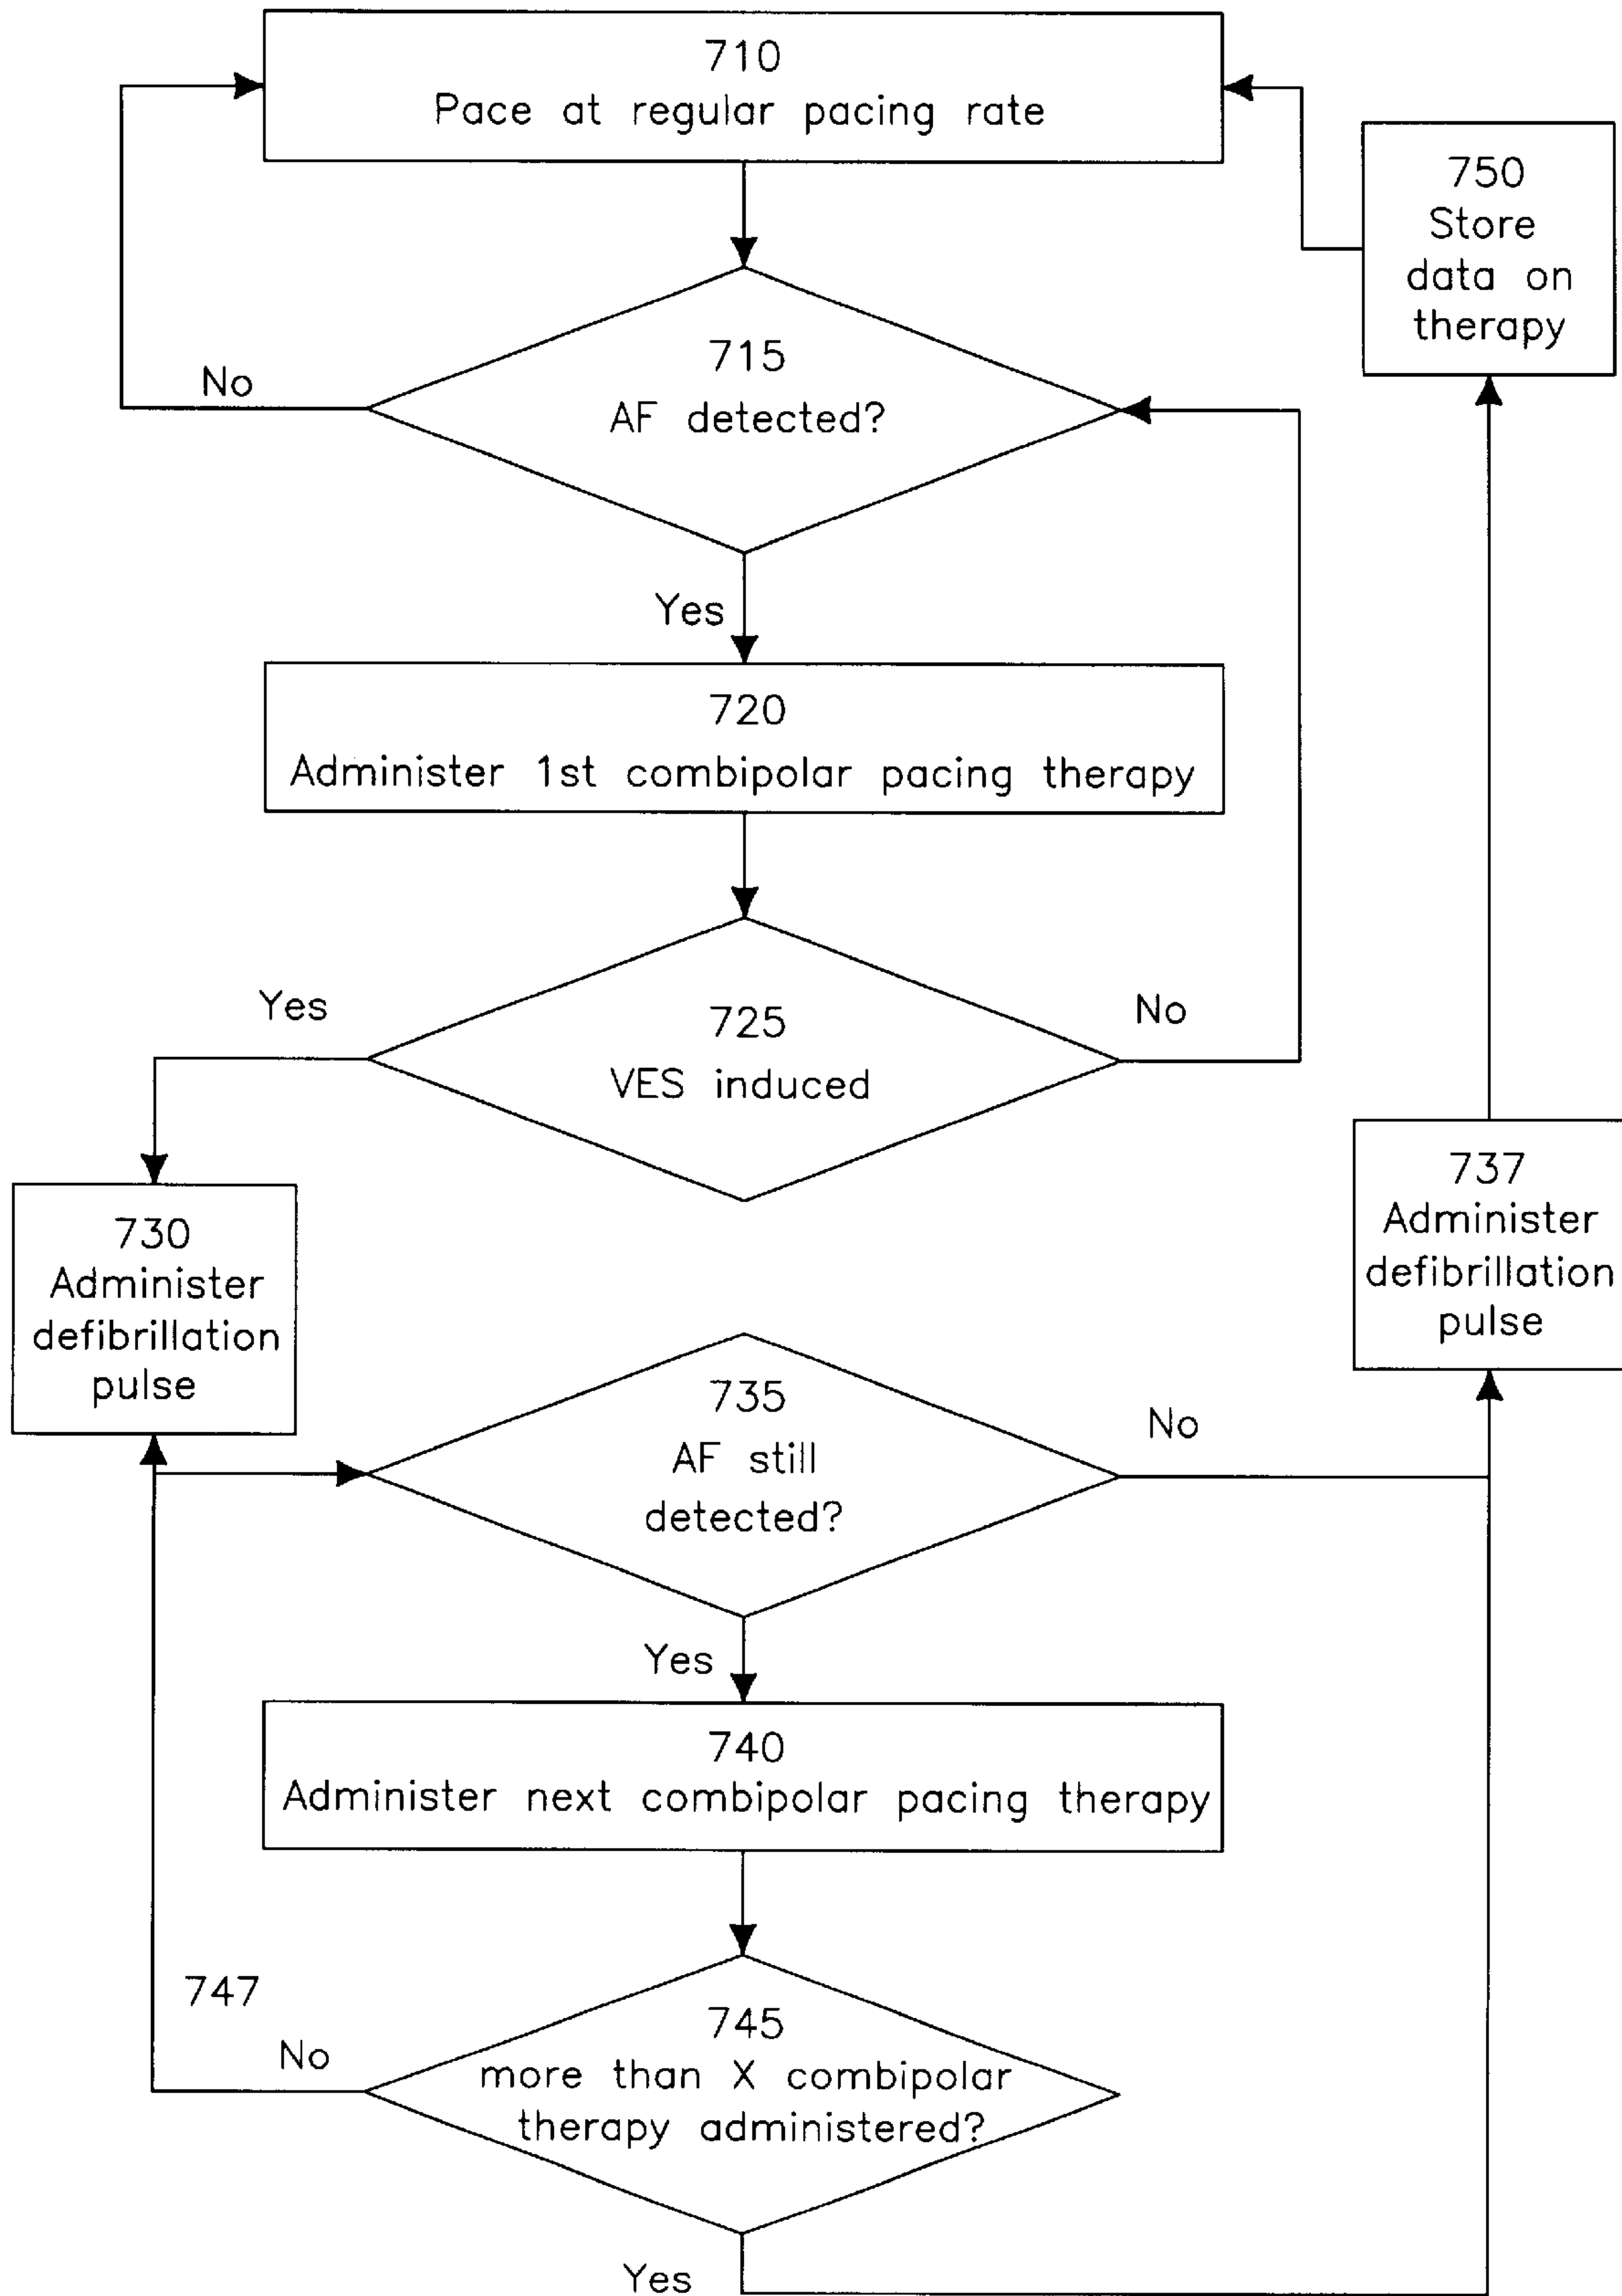 710
Pace at regular pacing rate
750
Store
data on
therapy
715
AF detected?
No
Yes
720
Administer 1st combipolar pacing therapy
725
VES induced
Yes
No
730
Administer
defibrillation
pulse
737
Administer
defibrillation
pulse
735
AF still
detected?
No
Yes
740
Administer next combipolar pacing therapy
747
No
745
more than X combipolar
therapy administered?
Yes